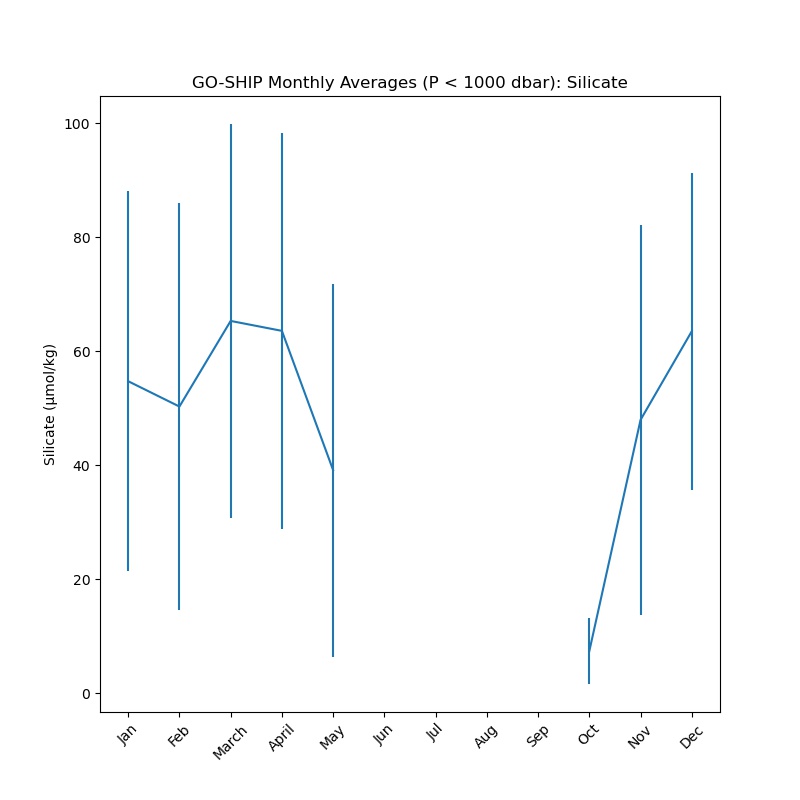 GO-SHIP Monthly Averages (P < 1000 dbar): Silicate
100
80
60
40
20
0
Silicate (μmol/kg)
Jan
Feb
March
April
May
Jun
Jul
Aug
Sep
Oct
Nov
Dec